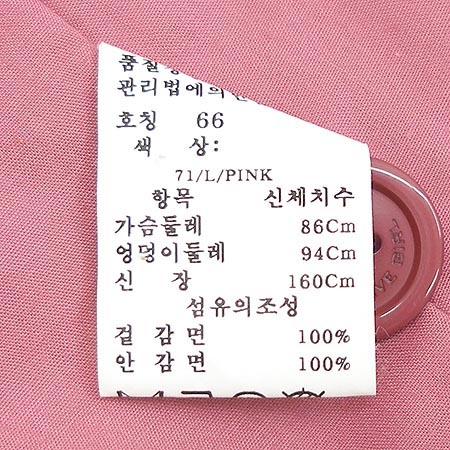 품질
관리법에의
호칭 66
색 상:
71/L/PINK
항목 신체치수
가슴둘레 86Cm
엉덩이둘레 94Cm
신 장 160Cm
섬유의조성
겉 감 면 100%
안 감 면 100%